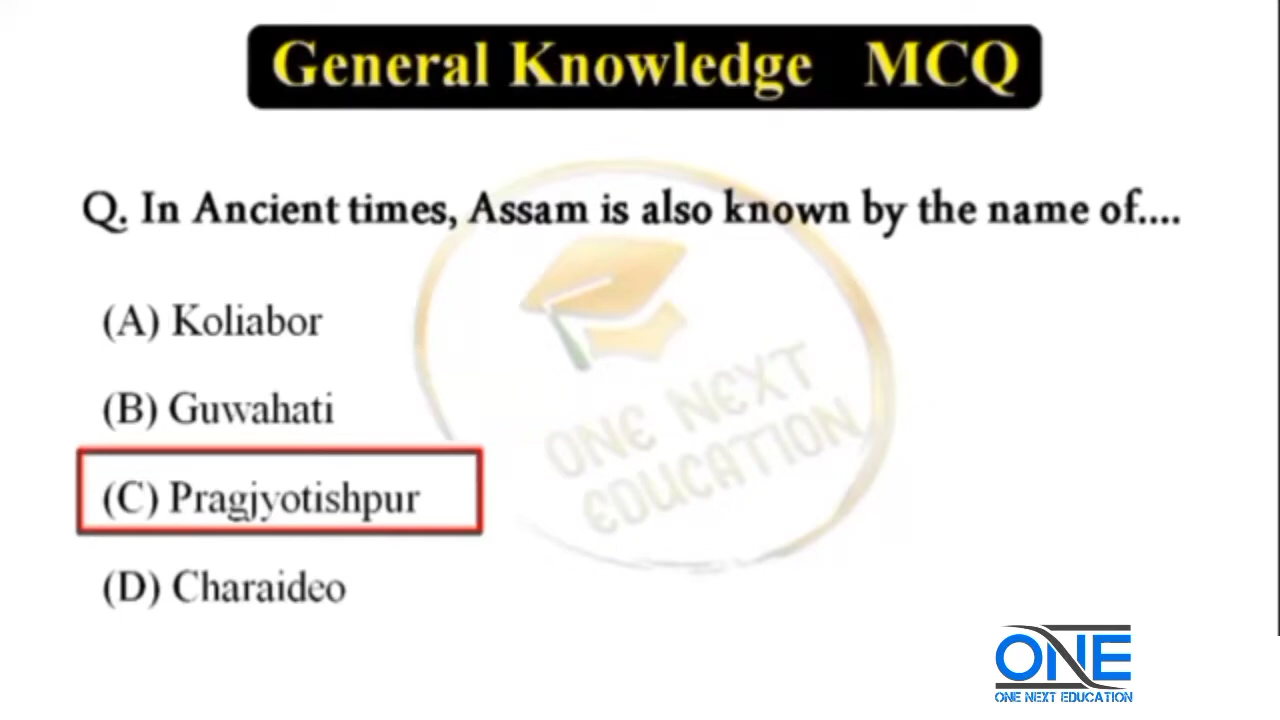 General Knowledge MCQ
Q. In Ancient times, Assam is also known by the name of....
(A) Koliabor
(B) Guwahati
(C) Pragjyotishpur
(D) Charaideo
ONE NEXT
EDUCATION
ONE
ONE NEXT EDUCATION